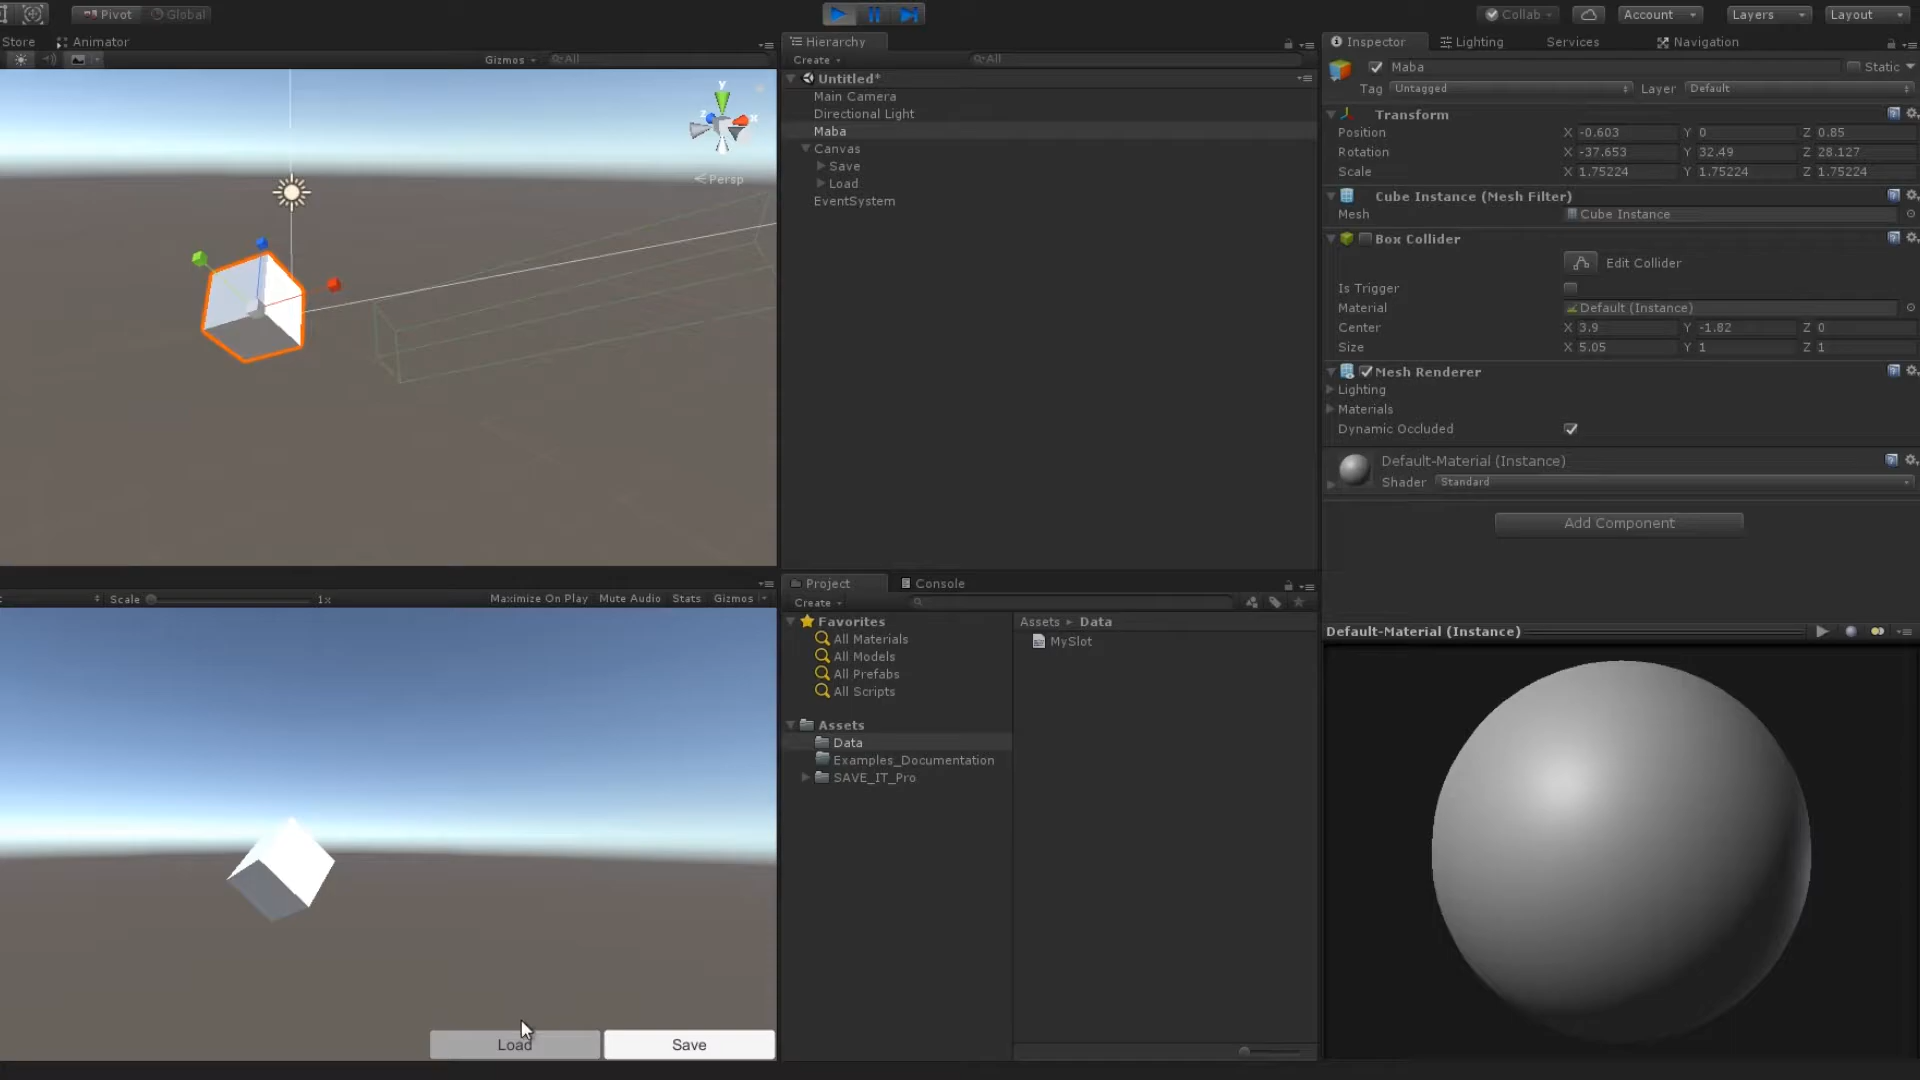 Pivot Global Collab Account Layers Layout
Store Animator
Gizmos All
y
x
z
Persp
Hierarchy
Create All
Untitled*
Main Camera
Directional Light
Maba
Canvas
Save
Load
EventSystem
Inspector Lighting Services Navigation
Maba Static
Tag Untagged Layer Default
Transform
Position X -0.603 Y 0 Z 0.85
Rotation X -37.653 Y 32.49 Z 28.127
Scale X 1.75224 Y 1.75224 Z 1.75224
Cube Instance (Mesh Filter)
Mesh Cube Instance
Box Collider
Edit Collider
Is Trigger
Material Default (Instance)
Center X 3.9 Y -1.82 Z 0
Size X 5.05 Y 1 Z 1
Mesh Renderer
Lighting
Materials
Dynamic Occluded
Default-Material (Instance)
Shader Standard
Add Component
Scale 1x Maximize On Play Mute Audio Stats Gizmos
Load Save
Project Console
Create
Favorites
All Materials
All Models
All Prefabs
All Scripts
Assets
Data
Examples_Documentation
SAVE_IT_Pro
Assets Data
MySlot
Default-Material (Instance)